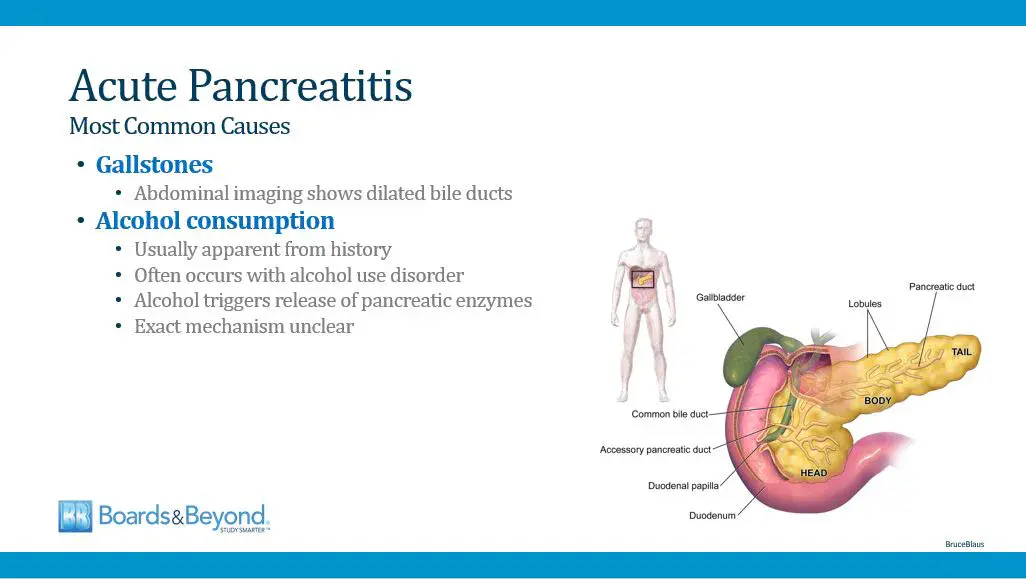 Acute Pancreatitis
Most Common Causes
• Gallstones
• Abdominal imaging shows dilated bile ducts
• Alcohol consumption
• Usually apparent from history
• Often occurs with alcohol use disorder
• Alcohol triggers release of pancreatic enzymes
• Exact mechanism unclear
Gallbladder
Lobules
Pancreatic duct
TAIL
BODY
HEAD
Common bile duct
Accessory pancreatic duct
Duodenal papilla
Duodenum
BB Boards&Beyond.
STUDY SMARTER™
BruceBlaus